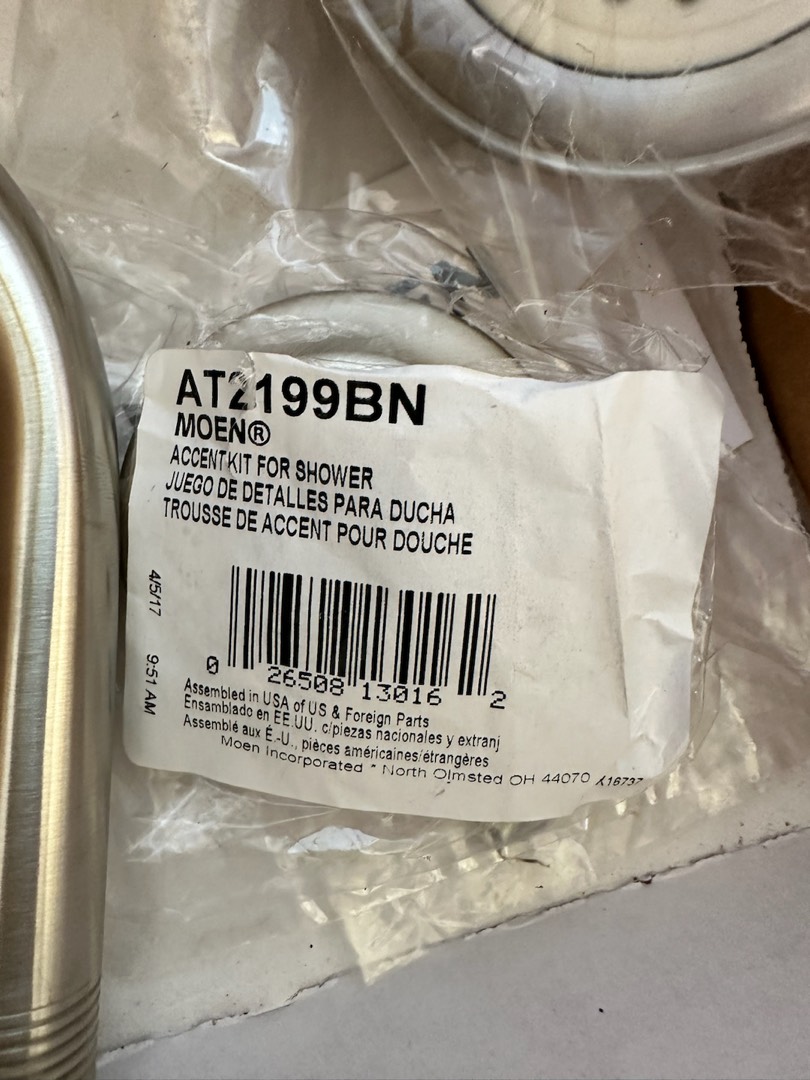 AT2199BN
MOEN®
ACCENT KIT FOR SHOWER
JUEGO DE DETALLES PARA DUCHA
TROUSSE DE ACCENT POUR DOUCHE
4/5/17 9:51 AM
0 26508 13016 2
Assembled in USA of US & Foreign Parts
Ensamblado en EE.UU. c/piezas nacionales y extranj
Assemblé aux É.-U., pièces américaines/étrangères
Moen Incorporated * North Olmsted OH 44070